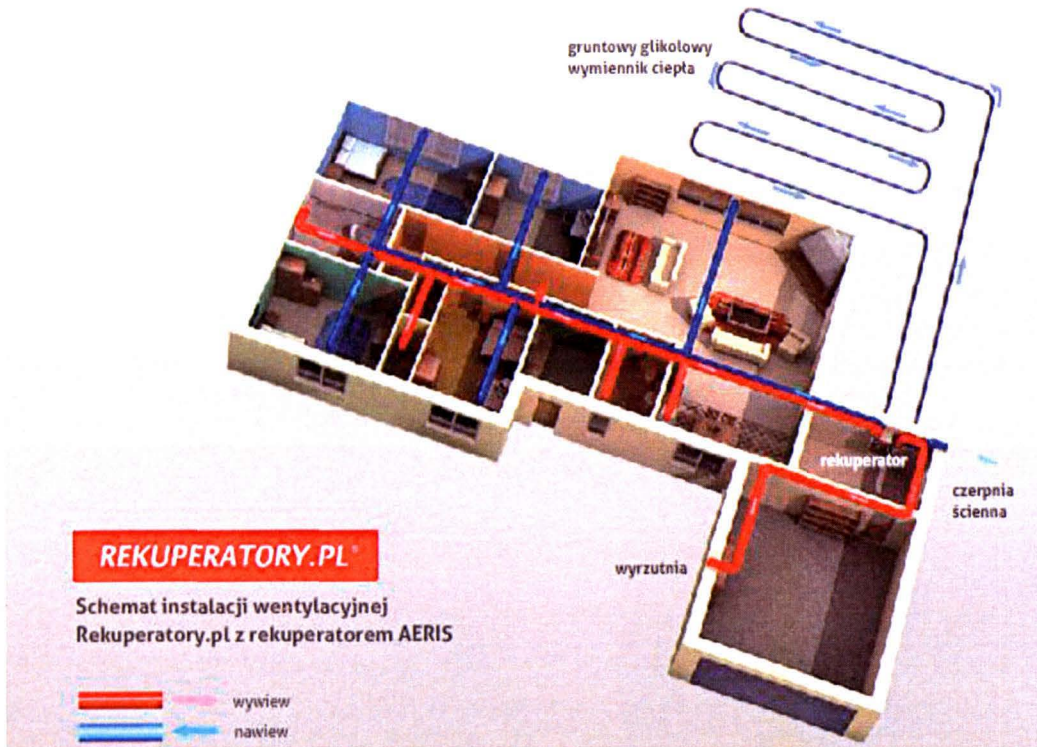 gruntowy glikolowy
wymiennik ciepła
rekuperator
czerpnia
ścienna
wyrzutnia
REKUPERATORY.PL
Schemat instalacji wentylacyjnej
Rekuperatory.pl z rekuperatorem AERIS
wywiew
nawiew